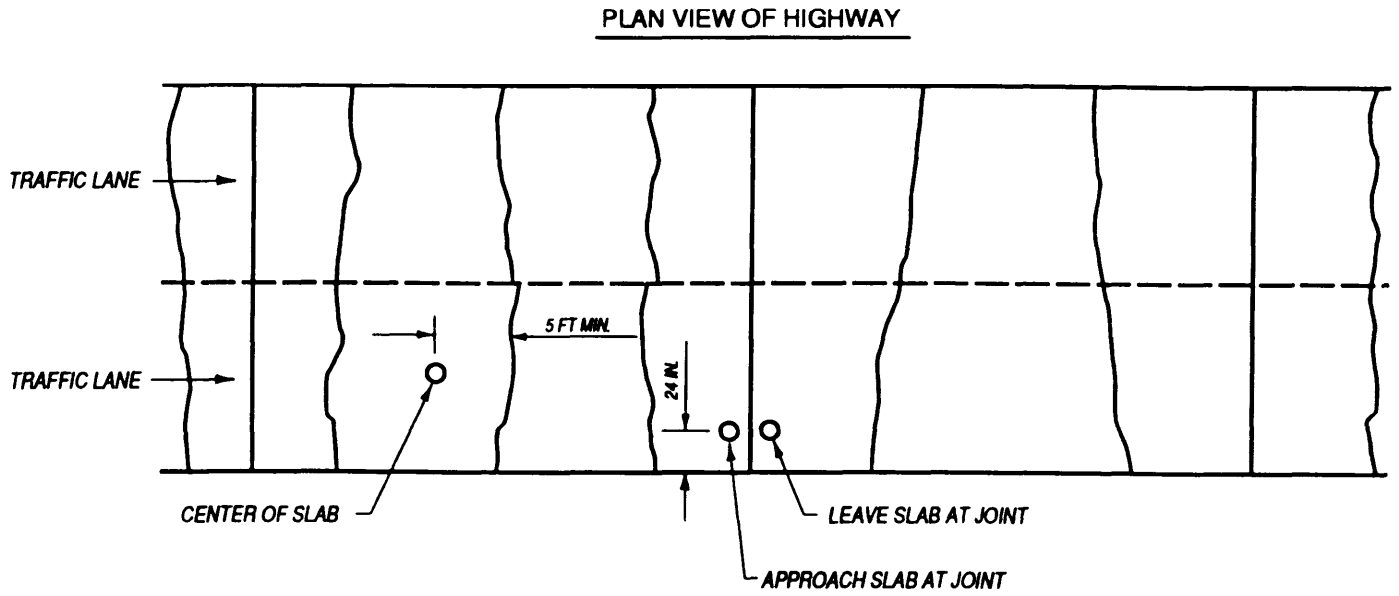 PLAN VIEW OF HIGHWAY
TRAFFIC LANE
5 FT MIN.
24 IN.
TRAFFIC LANE
CENTER OF SLAB
LEAVE SLAB AT JOINT
APPROACH SLAB AT JOINT